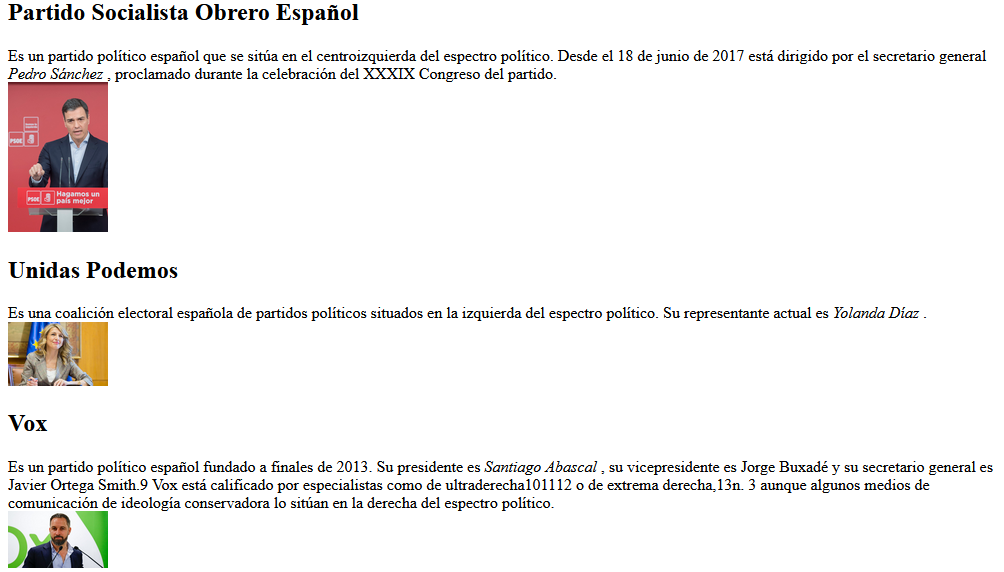 Partido Socialista Obrero Español
Es un partido político español que se sitúa en el centroizquierda del espectro político. Desde el 18 de junio de 2017 está dirigido por el secretario general
Pedro Sánchez , proclamado durante la celebración del XXXIX Congreso del partido.
PSOE
PSOE
Hagamos un
país mejor
Unidas Podemos
Es una coalición electoral española de partidos políticos situados en la izquierda del espectro político. Su representante actual es Yolanda Díaz .
Vox
Es un partido político español fundado a finales de 2013. Su presidente es Santiago Abascal , su vicepresidente es Jorge Buxadé y su secretario general es
Javier Ortega Smith.9 Vox está calificado por especialistas como de ultraderecha101112 o de extrema derecha,13n. 3 aunque algunos medios de
comunicación de ideología conservadora lo sitúan en la derecha del espectro político.